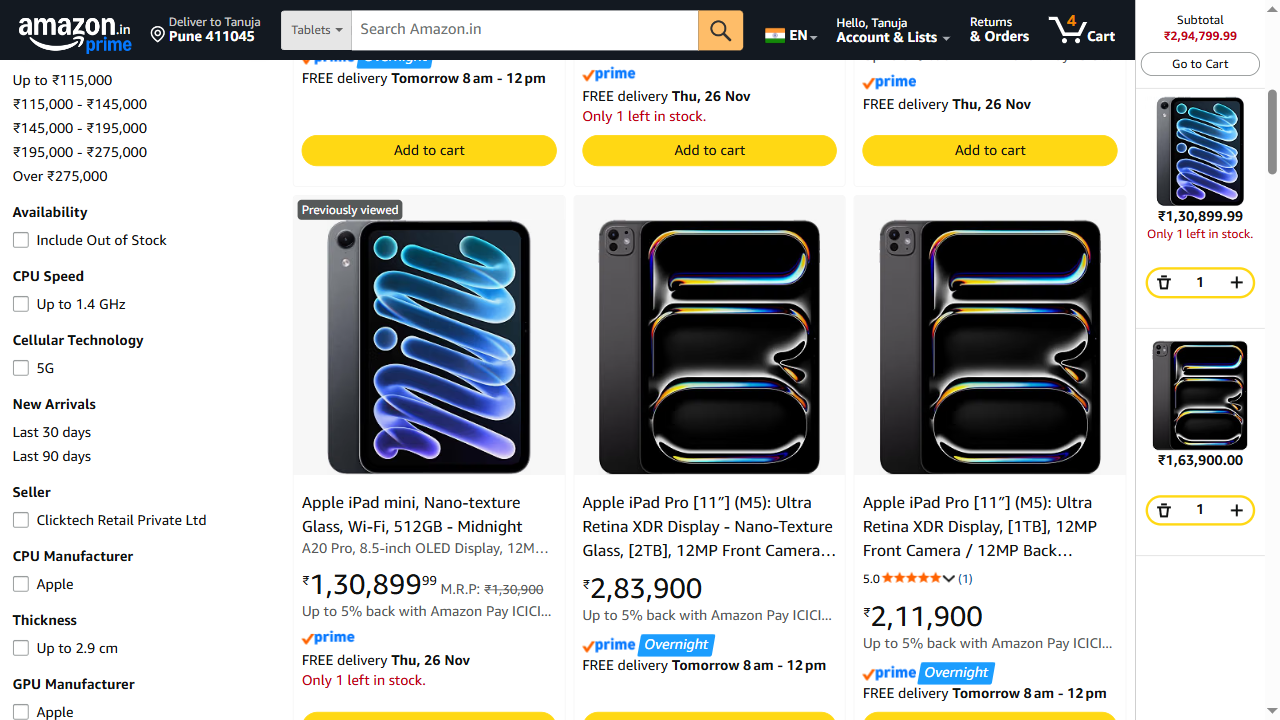 amazon.in
prime
Deliver to Tanuja
Pune 411045
Tablets
Search Amazon.in
EN
Hello, Tanuja
Account & Lists
Returns
& Orders
4
Cart
Subtotal
₹2,94,799.99
Go to Cart
₹1,30,899.99
Only 1 left in stock.
1
₹1,63,900.00
1
Up to ₹115,000
₹115,000 - ₹145,000
₹145,000 - ₹195,000
₹195,000 - ₹275,000
Over ₹275,000
Availability
Include Out of Stock
CPU Speed
Up to 1.4 GHz
Cellular Technology
5G
New Arrivals
Last 30 days
Last 90 days
Seller
Clicktech Retail Private Ltd
CPU Manufacturer
Apple
Thickness
Up to 2.9 cm
GPU Manufacturer
Apple
FREE delivery Tomorrow 8 am - 12 pm
Add to cart
prime
FREE delivery Thu, 26 Nov
Only 1 left in stock.
Add to cart
prime
FREE delivery Thu, 26 Nov
Add to cart
Previously viewed
Apple iPad mini, Nano-texture
Glass, Wi-Fi, 512GB - Midnight
A20 Pro, 8.5-inch OLED Display, 12M…
₹1,30,899 99 M.R.P: ₹1,30,900
Up to 5% back with Amazon Pay ICICI…
prime
FREE delivery Thu, 26 Nov
Only 1 left in stock.
Apple iPad Pro [11”] (M5): Ultra
Retina XDR Display - Nano-Texture
Glass, [2TB], 12MP Front Camera…
₹2,83,900
Up to 5% back with Amazon Pay ICICI…
prime Overnight
FREE delivery Tomorrow 8 am - 12 pm
Apple iPad Pro [11”] (M5): Ultra
Retina XDR Display, [1TB], 12MP
Front Camera / 12MP Back…
5.0 (1)
₹2,11,900
Up to 5% back with Amazon Pay ICICI…
prime Overnight
FREE delivery Tomorrow 8 am - 12 pm